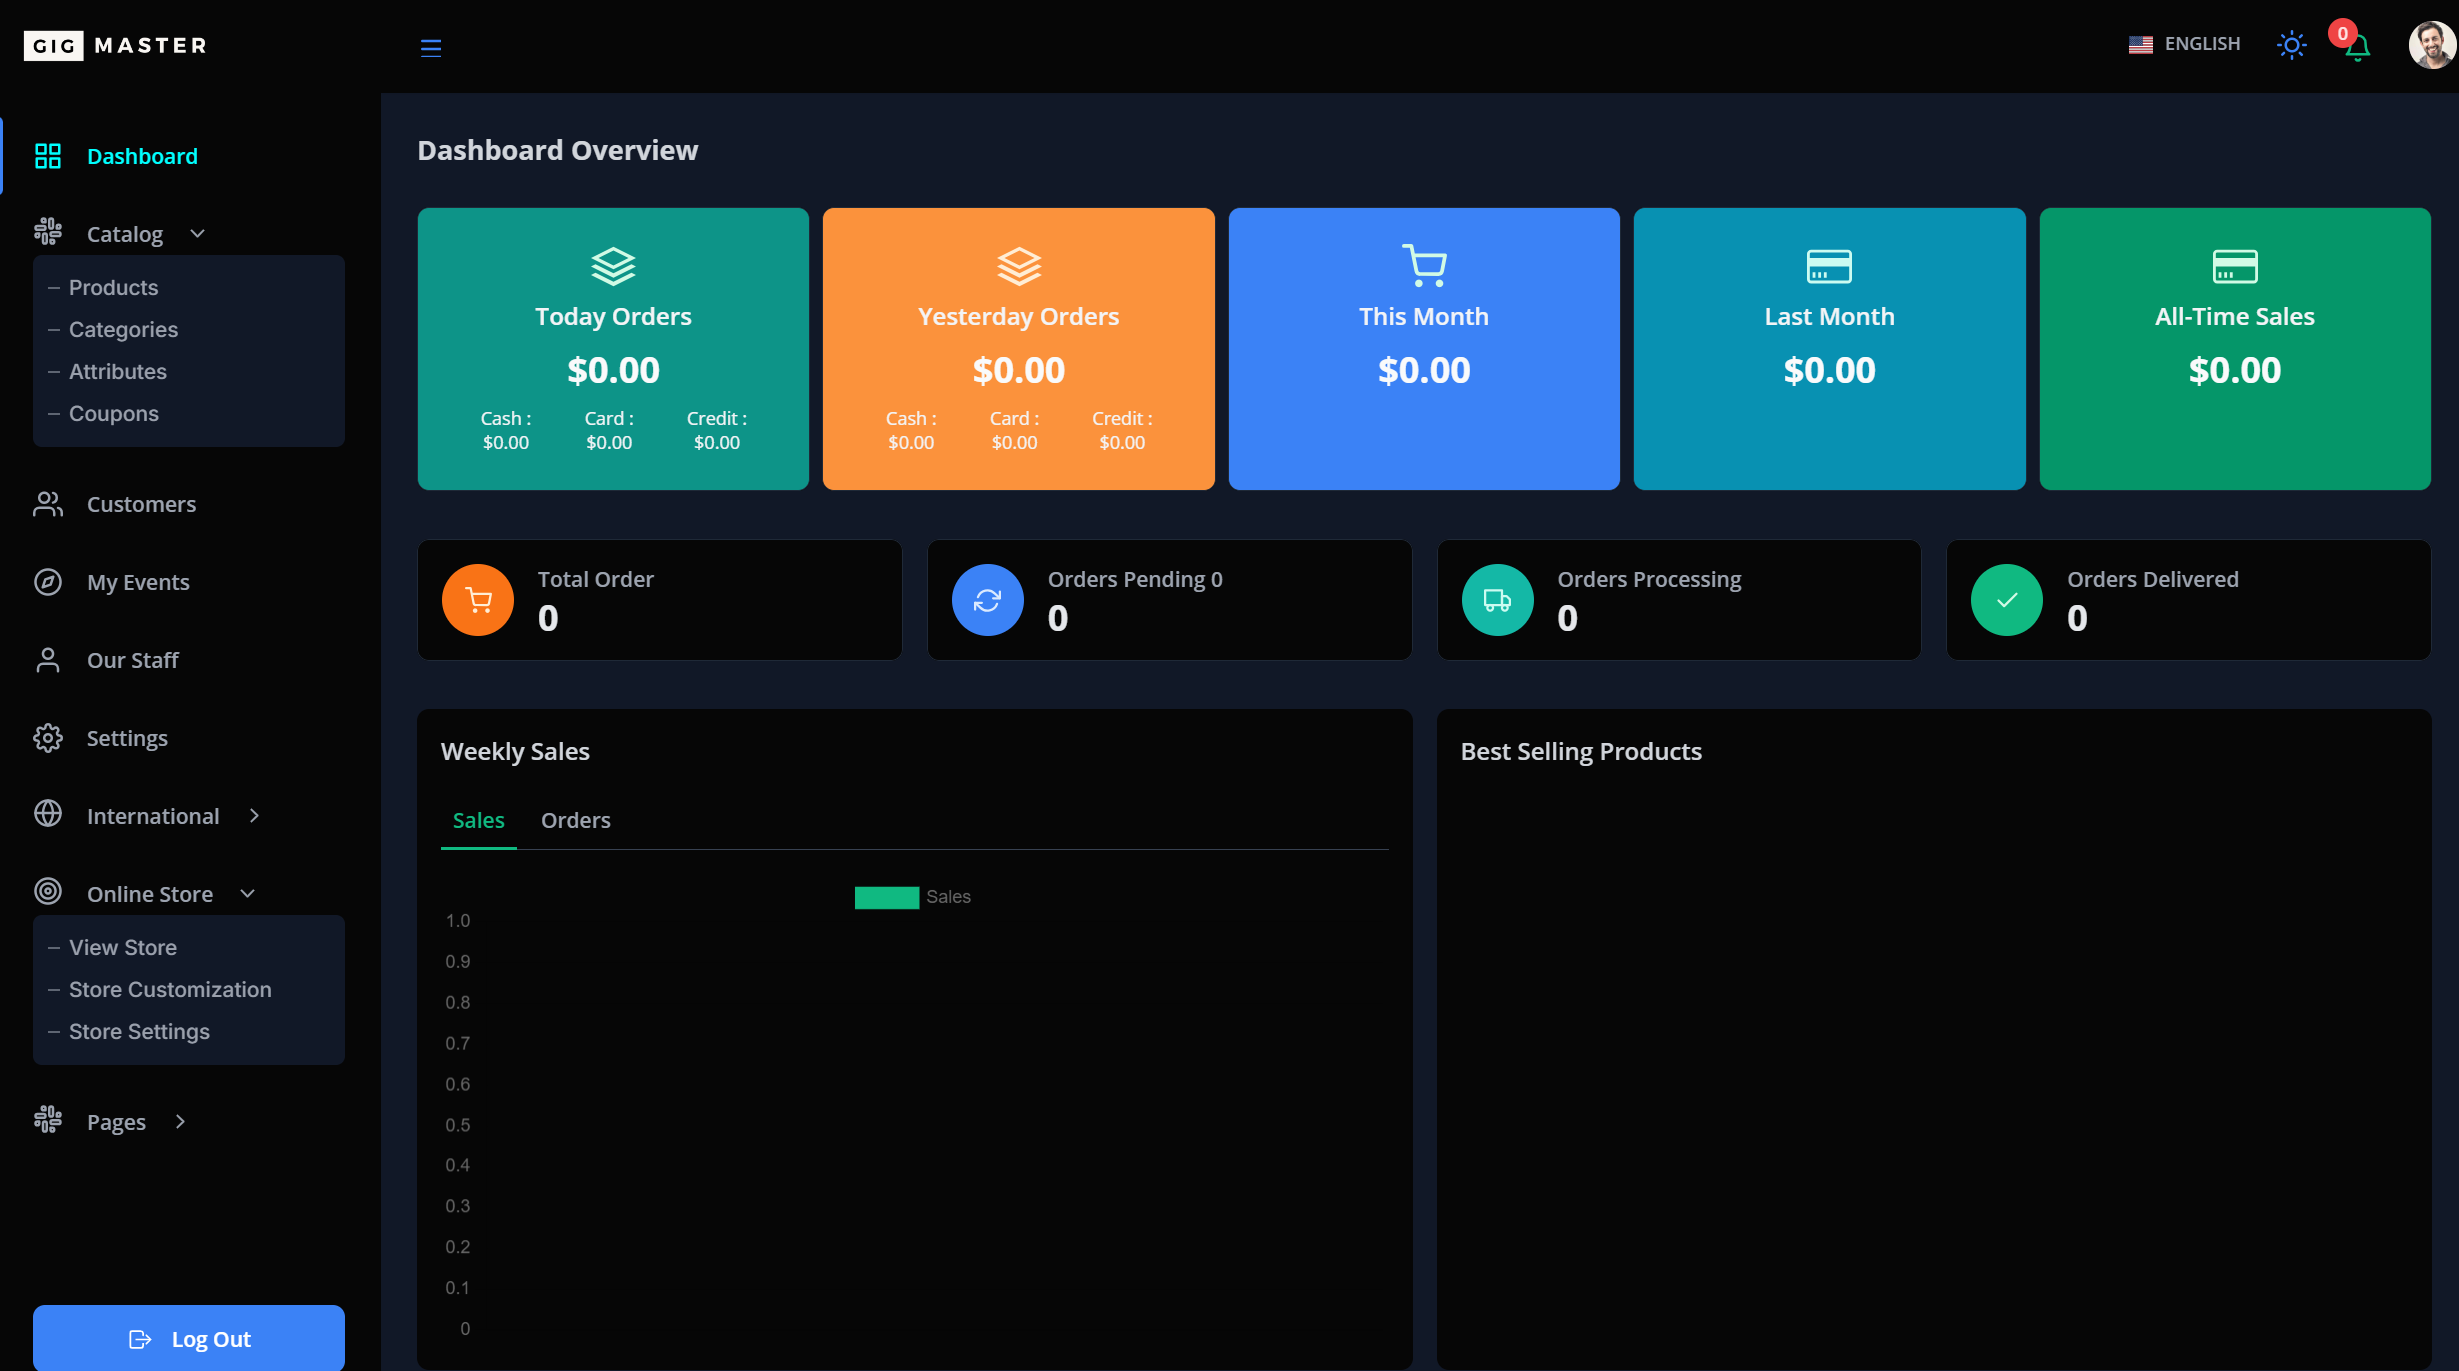 GIG MASTER
ENGLISH
0
Dashboard
Catalog
Products
Categories
Attributes
Coupons
Customers
My Events
Our Staff
Settings
International
Online Store
View Store
Store Customization
Store Settings
Pages
Log Out
Dashboard Overview
Today Orders
$0.00
Cash : Card : Credit :
$0.00 $0.00 $0.00
Yesterday Orders
$0.00
Cash : Card : Credit :
$0.00 $0.00 $0.00
This Month
$0.00
Last Month
$0.00
All-Time Sales
$0.00
Total Order
0
Orders Pending 0
0
Orders Processing
0
Orders Delivered
0
Weekly Sales
Sales Orders
Sales
1.0
0.9
0.8
0.7
0.6
0.5
0.4
0.3
0.2
0.1
0
Best Selling Products